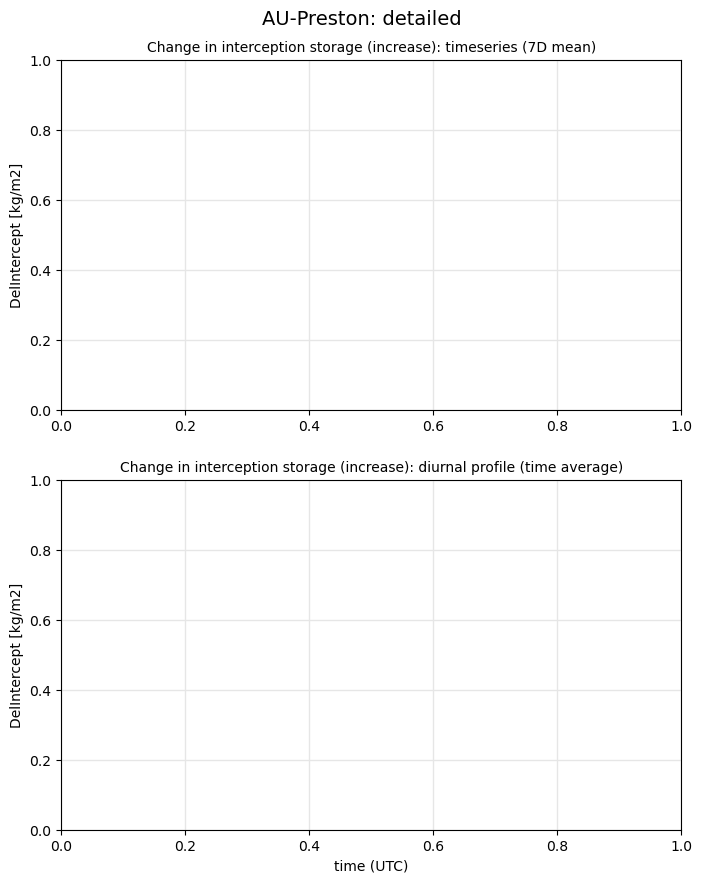 AU-Preston: detailed
Change in interception storage (increase): timeseries (7D mean)
1.0
0.8
0.6
0.4
0.2
0.0
DelIntercept [kg/m2]
0.0 0.2 0.4 0.6 0.8 1.0
Change in interception storage (increase): diurnal profile (time average)
1.0
0.8
0.6
0.4
0.2
0.0
DelIntercept [kg/m2]
0.0 0.2 0.4 0.6 0.8 1.0
time (UTC)